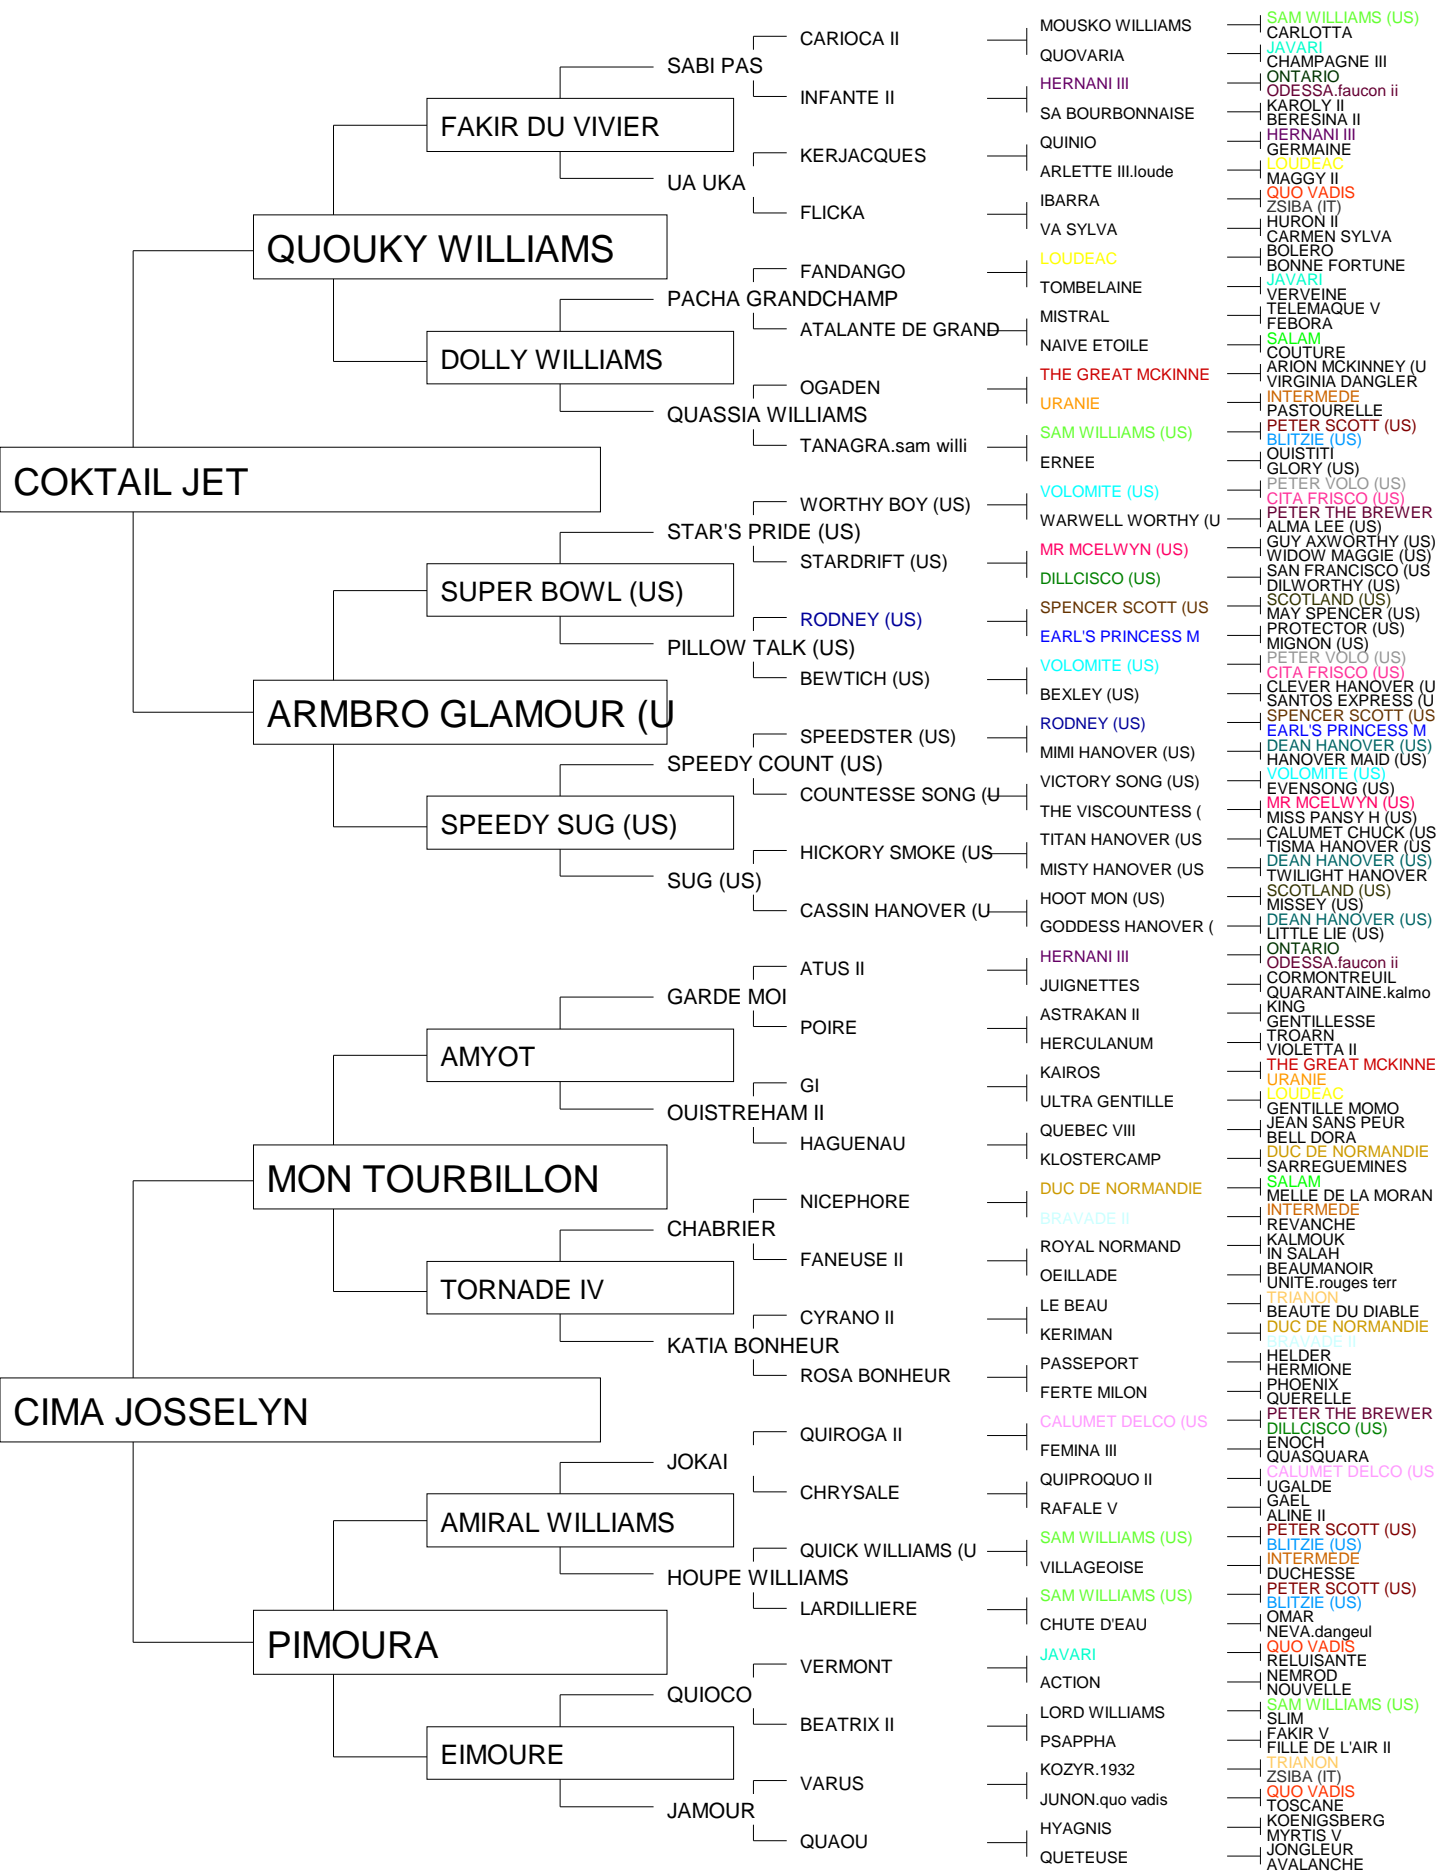 COKTAIL JET
CIMA JOSSELYN
QUOUKY WILLIAMS
ARMBRO GLAMOUR (U
MON TOURBILLON
PIMOURA
FAKIR DU VIVIER
DOLLY WILLIAMS
SUPER BOWL (US)
SPEEDY SUG (US)
AMYOT
TORNADE IV
AMIRAL WILLIAMS
EIMOURE
SABI PAS
UA UKA
PACHA GRANDCHAMP
QUASSIA WILLIAMS
STAR'S PRIDE (US)
PILLOW TALK (US)
SPEEDY COUNT (US)
SUG (US)
GARDE MOI
OUISTREHAM II
CHABRIER
KATIA BONHEUR
JOKAI
HOUPE WILLIAMS
QUIOCO
JAMOUR
CARIOCA II
INFANTE II
KERJACQUES
FLICKA
FANDANGO
ATALANTE DE GRAND
OGADEN
TANAGRA.sam willi
WORTHY BOY (US)
STARDRIFT (US)
RODNEY (US)
BEWTICH (US)
SPEEDSTER (US)
COUNTESSE SONG (U
HICKORY SMOKE (US
CASSIN HANOVER (U
ATUS II
POIRE
GI
HAGUENAU
NICEPHORE
FANEUSE II
CYRANO II
ROSA BONHEUR
QUIROGA II
CHRYSALE
QUICK WILLIAMS (U
LARDILLIERE
VERMONT
BEATRIX II
VARUS
QUAOU
MOUSKO WILLIAMS
QUOVARIA
HERNANI III
SA BOURBONNAISE
QUINIO
ARLETTE III.loude
IBARRA
VA SYLVA
LOUDEAC
TOMBELAINE
MISTRAL
NAIVE ETOILE
THE GREAT MCKINNE
URANIE
SAM WILLIAMS (US)
ERNEE
VOLOMITE (US)
WARWELL WORTHY (U
MR MCELWYN (US)
DILLCISCO (US)
SPENCER SCOTT (US
EARL'S PRINCESS M
VOLOMITE (US)
BEXLEY (US)
RODNEY (US)
MIMI HANOVER (US)
VICTORY SONG (US)
THE VISCOUNTESS (
TITAN HANOVER (US
MISTY HANOVER (US
HOOT MON (US)
GODDESS HANOVER (
HERNANI III
JUIGNETTES
ASTRAKAN II
HERCULANUM
KAIROS
ULTRA GENTILLE
QUEBEC VIII
KLOSTERCAMP
DUC DE NORMANDIE
BRAVADE II
ROYAL NORMAND
OEILLADE
LE BEAU
KERIMAN
PASSEPORT
FERTE MILON
CALUMET DELCO (US
FEMINA III
QUIPROQUO II
RAFALE V
SAM WILLIAMS (US)
VILLAGEOISE
SAM WILLIAMS (US)
CHUTE D'EAU
JAVARI
ACTION
LORD WILLIAMS
PSAPPHA
KOZYR.1932
JUNON.quo vadis
HYAGNIS
QUETEUSE
SAM WILLIAMS (US)
CARLOTTA
JAVARI
CHAMPAGNE III
ONTARIO
ODESSA.faucon ii
KAROLY II
BERESINA II
HERNANI III
GERMAINE
LOUDEAC
MAGGY II
QUO VADIS
ZSIBA (IT)
HURON II
CARMEN SYLVA
BOLERO
BONNE FORTUNE
JAVARI
VERVEINE
TELEMAQUE V
FEBORA
SALAM
COUTURE
ARION MCKINNEY (U
VIRGINIA DANGLER
INTERMEDE
PASTOURELLE
PETER SCOTT (US)
BLITZIE (US)
OUISTITI
GLORY (US)
PETER VOLO (US)
CITA FRISCO (US)
PETER THE BREWER
ALMA LEE (US)
GUY AXWORTHY (US)
WIDOW MAGGIE (US)
SAN FRANCISCO (US
DILWORTHY (US)
SCOTLAND (US)
MAY SPENCER (US)
PROTECTOR (US)
MIGNON (US)
PETER VOLO (US)
CITA FRISCO (US)
CLEVER HANOVER (U
SANTOS EXPRESS (U
SPENCER SCOTT (US
EARL'S PRINCESS M
DEAN HANOVER (US)
HANOVER MAID (US)
VOLOMITE (US)
EVENSONG (US)
MR MCELWYN (US)
MISS PANSY H (US)
CALUMET CHUCK (US
TISMA HANOVER (US
DEAN HANOVER (US)
TWILIGHT HANOVER
SCOTLAND (US)
MISSEY (US)
DEAN HANOVER (US)
LITTLE LIE (US)
ONTARIO
ODESSA.faucon ii
CORMONTREUIL
QUARANTAINE.kalmo
KING
GENTILLESSE
TROARN
VIOLETTA II
THE GREAT MCKINNE
URANIE
LOUDEAC
GENTILLE MOMO
JEAN SANS PEUR
BELL DORA
DUC DE NORMANDIE
SARREGUEMINES
SALAM
MELLE DE LA MORAN
INTERMEDE
REVANCHE
KALMOUK
IN SALAH
BEAUMANOIR
UNITE.rouges terr
TRIANON
BEAUTE DU DIABLE
DUC DE NORMANDIE
BRAVADE II
HELDER
HERMIONE
PHOENIX
QUERELLE
PETER THE BREWER
DILLCISCO (US)
ENOCH
QUASQUARA
CALUMET DELCO (US
UGALDE
GAEL
ALINE II
PETER SCOTT (US)
BLITZIE (US)
INTERMEDE
DUCHESSE
PETER SCOTT (US)
BLITZIE (US)
OMAR
NEVA.dangeul
QUO VADIS
RELUISANTE
NEMROD
NOUVELLE
SAM WILLIAMS (US)
SLIM
FAKIR V
FILLE DE L'AIR II
TRIANON
ZSIBA (IT)
QUO VADIS
TOSCANE
KOENIGSBERG
MYRTIS V
JONGLEUR
AVALANCHE